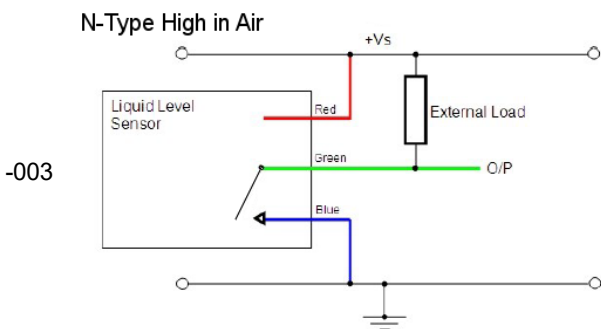 N-Type High in Air
+Vs
Liquid Level
Sensor
Red
External Load
Green
-003
O/P
Blue